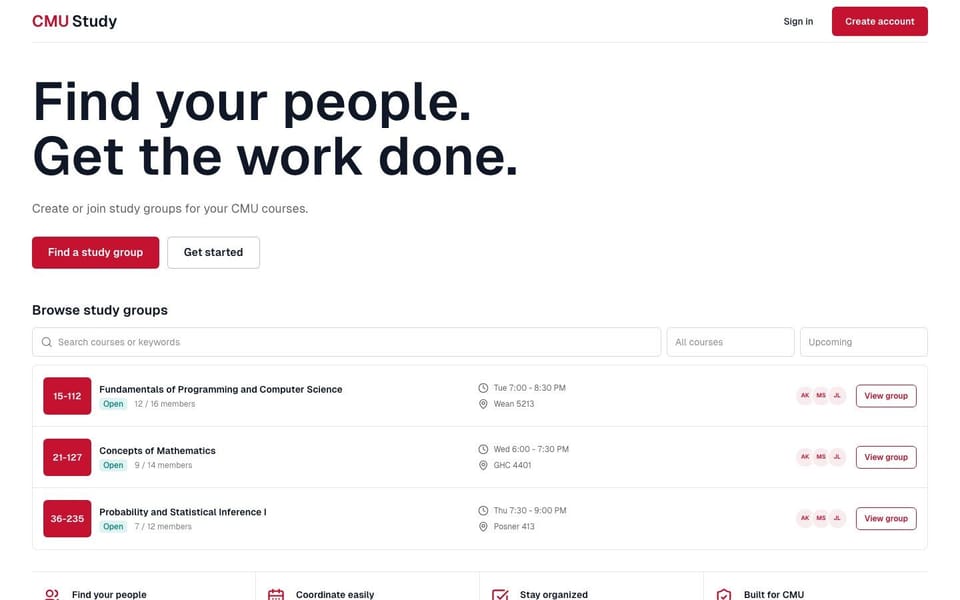 CMU Study
Sign in
Create account
Find your people.
Get the work done.
Create or join study groups for your CMU courses.
Find a study group
Get started
Browse study groups
Search courses or keywords
All courses
Upcoming
15-112
Fundamentals of Programming and Computer Science
Open 12 / 16 members
Tue 7:00 - 8:30 PM
Wean 5213
AK MS JL
View group
21-127
Concepts of Mathematics
Open 9 / 14 members
Wed 6:00 - 7:30 PM
GHC 4401
AK MS JL
View group
36-235
Probability and Statistical Inference I
Open 7 / 12 members
Thu 7:30 - 9:00 PM
Posner 413
AK MS JL
View group
Find your people
Coordinate easily
Stay organized
Built for CMU